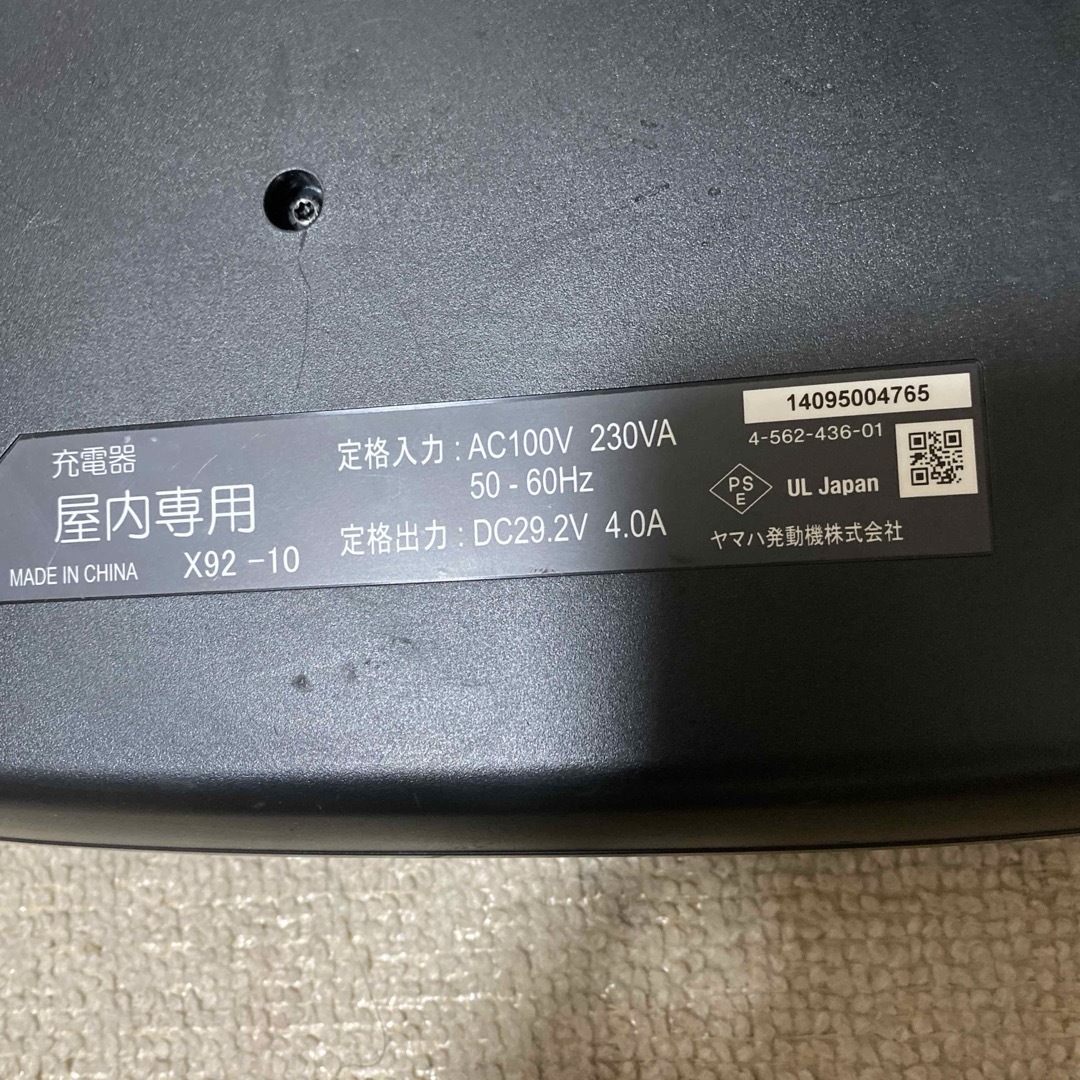 充電器
屋内専用
MADE IN CHINA X92 -10
定格入力 : AC100V 230VA
50 - 60Hz
定格出力 : DC29.2V 4.0A
14095004765
4-562-436-01
PS
E
UL Japan
ヤマハ発動機株式会社